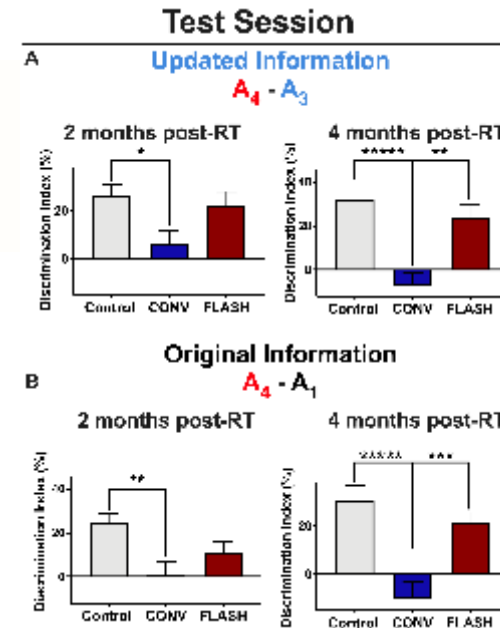 Test Session
A
Updated Information
A4 - A3
2 months post-RT
4 months post-RT
*
***** **
Discrimination Index (%)
Discrimination Index (%)
20
0
40
20
0
Control CONV FLASH
Control CONV FLASH
Original Information
B
A4 - A1
2 months post-RT
4 months post-RT
**
***** ***
Discrimination Index (%)
Discrimination Index (%)
40
20
0
20
0
Control CONV FLASH
Control CONV FLASH